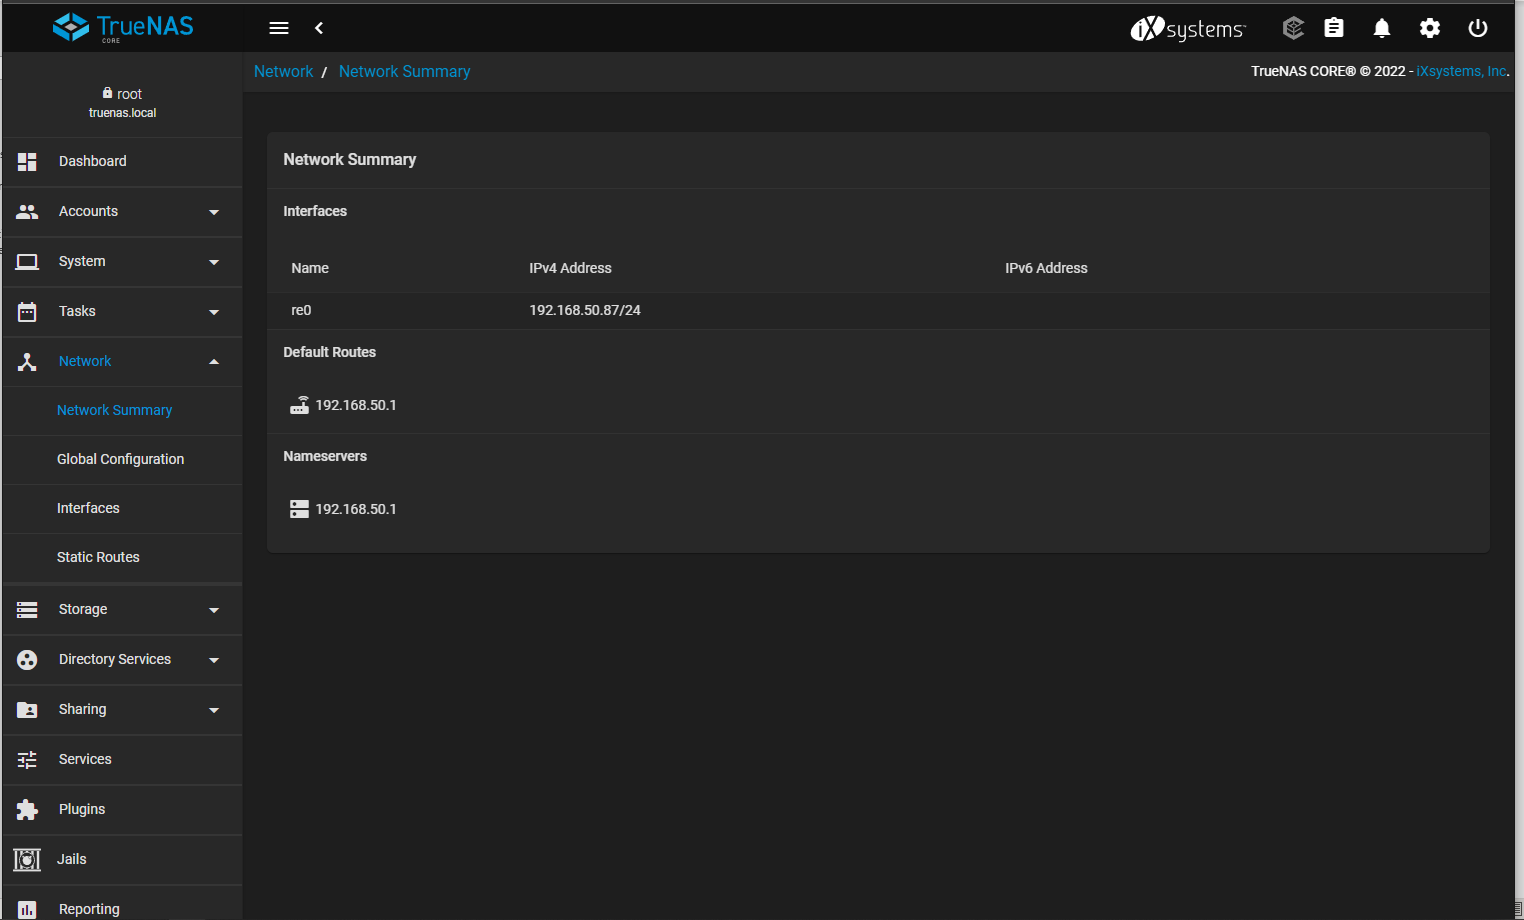 TrueNAS
CORE
iXsystems™
Network / Network Summary
TrueNAS CORE® © 2022 - iXsystems, Inc.
root
truenas.local
Dashboard
Accounts
System
Tasks
Network
Network Summary
Global Configuration
Interfaces
Static Routes
Storage
Directory Services
Sharing
Services
Plugins
Jails
Reporting
Network Summary
Interfaces
Name IPv4 Address IPv6 Address
re0 192.168.50.87/24
Default Routes
192.168.50.1
Nameservers
192.168.50.1